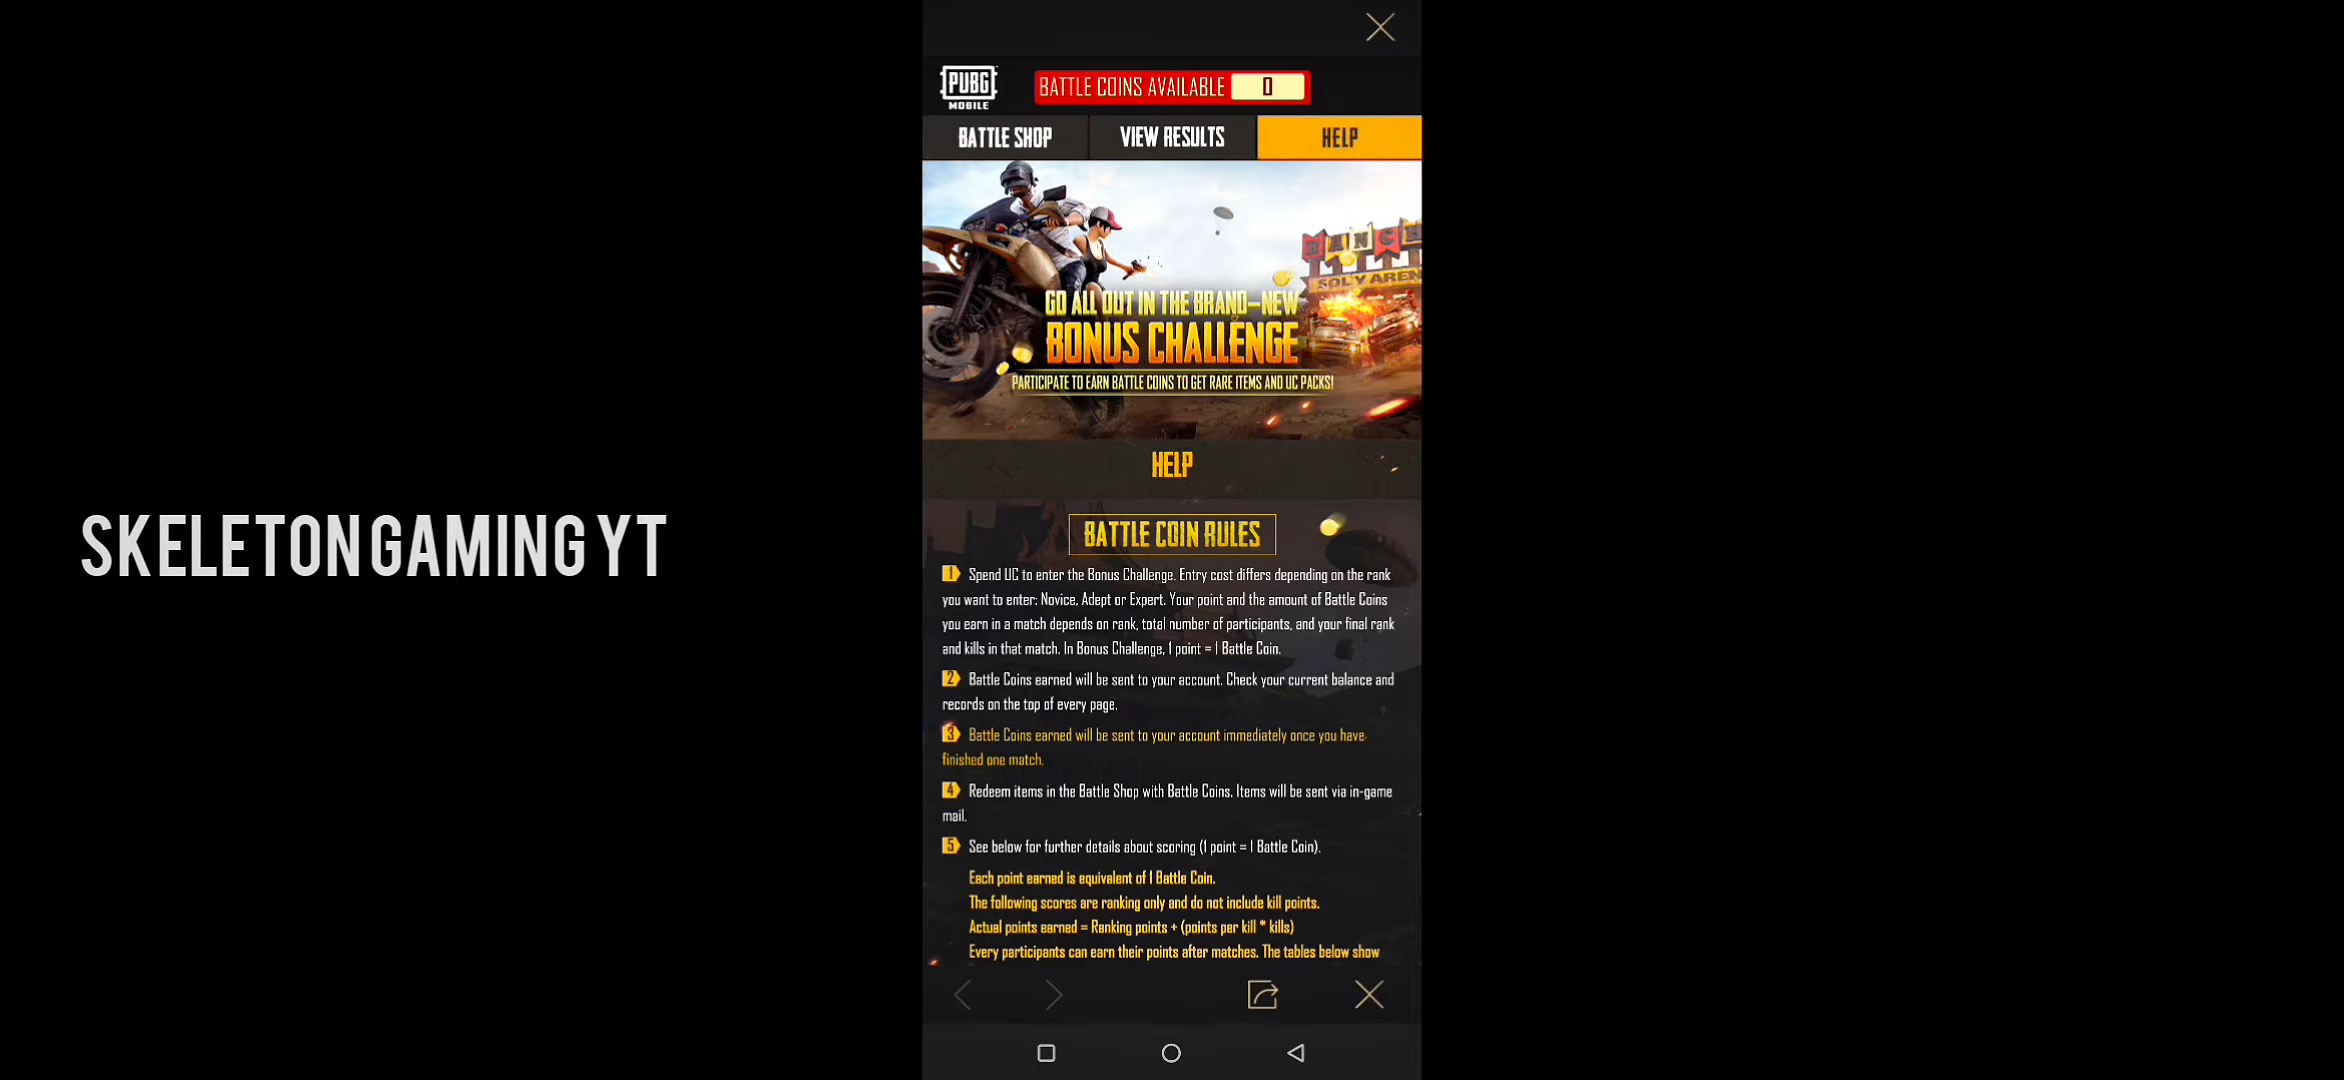 PUBG
MOBILE
BATTLE COINS AVAILABLE 0
BATTLE SHOP
VIEW RESULTS
HELP
GO ALL OUT IN THE BRAND-NEW
BONUS CHALLENGE
PARTICIPATE TO EARN BATTLE COINS TO GET RARE ITEMS AND UC PACKS!
HELP
SKELETON GAMING YT
BATTLE COIN RULES
1 Spend UC to enter the Bonus Challenge. Entry cost differs depending on the rank
you want to enter: Novice, Adept or Expert. Your point and the amount of Battle Coins
you earn in a match depends on rank, total number of participants, and your final rank
and kills in that match. In Bonus Challenge, 1 point = 1 Battle Coin.
2 Battle Coins earned will be sent to your account. Check your current balance and
records on the top of every page.
3 Battle Coins earned will be sent to your account immediately once you have
finished one match.
4 Redeem items in the Battle Shop with Battle Coins. Items will be sent via in-game
mail.
5 See below for further details about scoring (1 point = 1 Battle Coin).
Each point earned is equivalent of 1 Battle Coin.
The following scores are ranking only and do not include kill points.
Actual points earned = Ranking points + (points per kill * kills)
Every participants can earn their points after matches. The tables below show